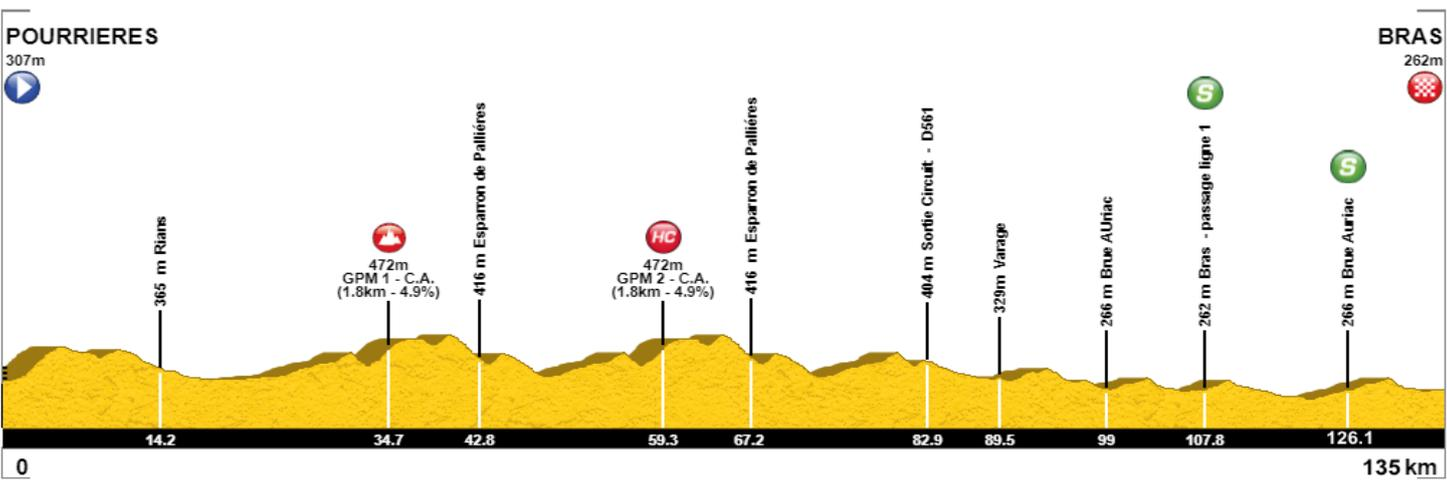 POURRIERES
307m
BRAS
262m
S
S
365 m Rians
HC
472m
GPM 1 - C.A.
(1.8km - 4.9%)
416 m Esparron de Palliéres
472m
GPM 2 - C.A.
(1.8km - 4.9%)
416 m Esparron de Palliéres
404 m Sortie Circuit - D561
329m Varage
266 m Brue AUriac
262 m Bras - passage ligne 1
266 m Brue Auriac
14.2
34.7
42.8
59.3
67.2
82.9
89.5
99
107.8
126.1
0
135 km